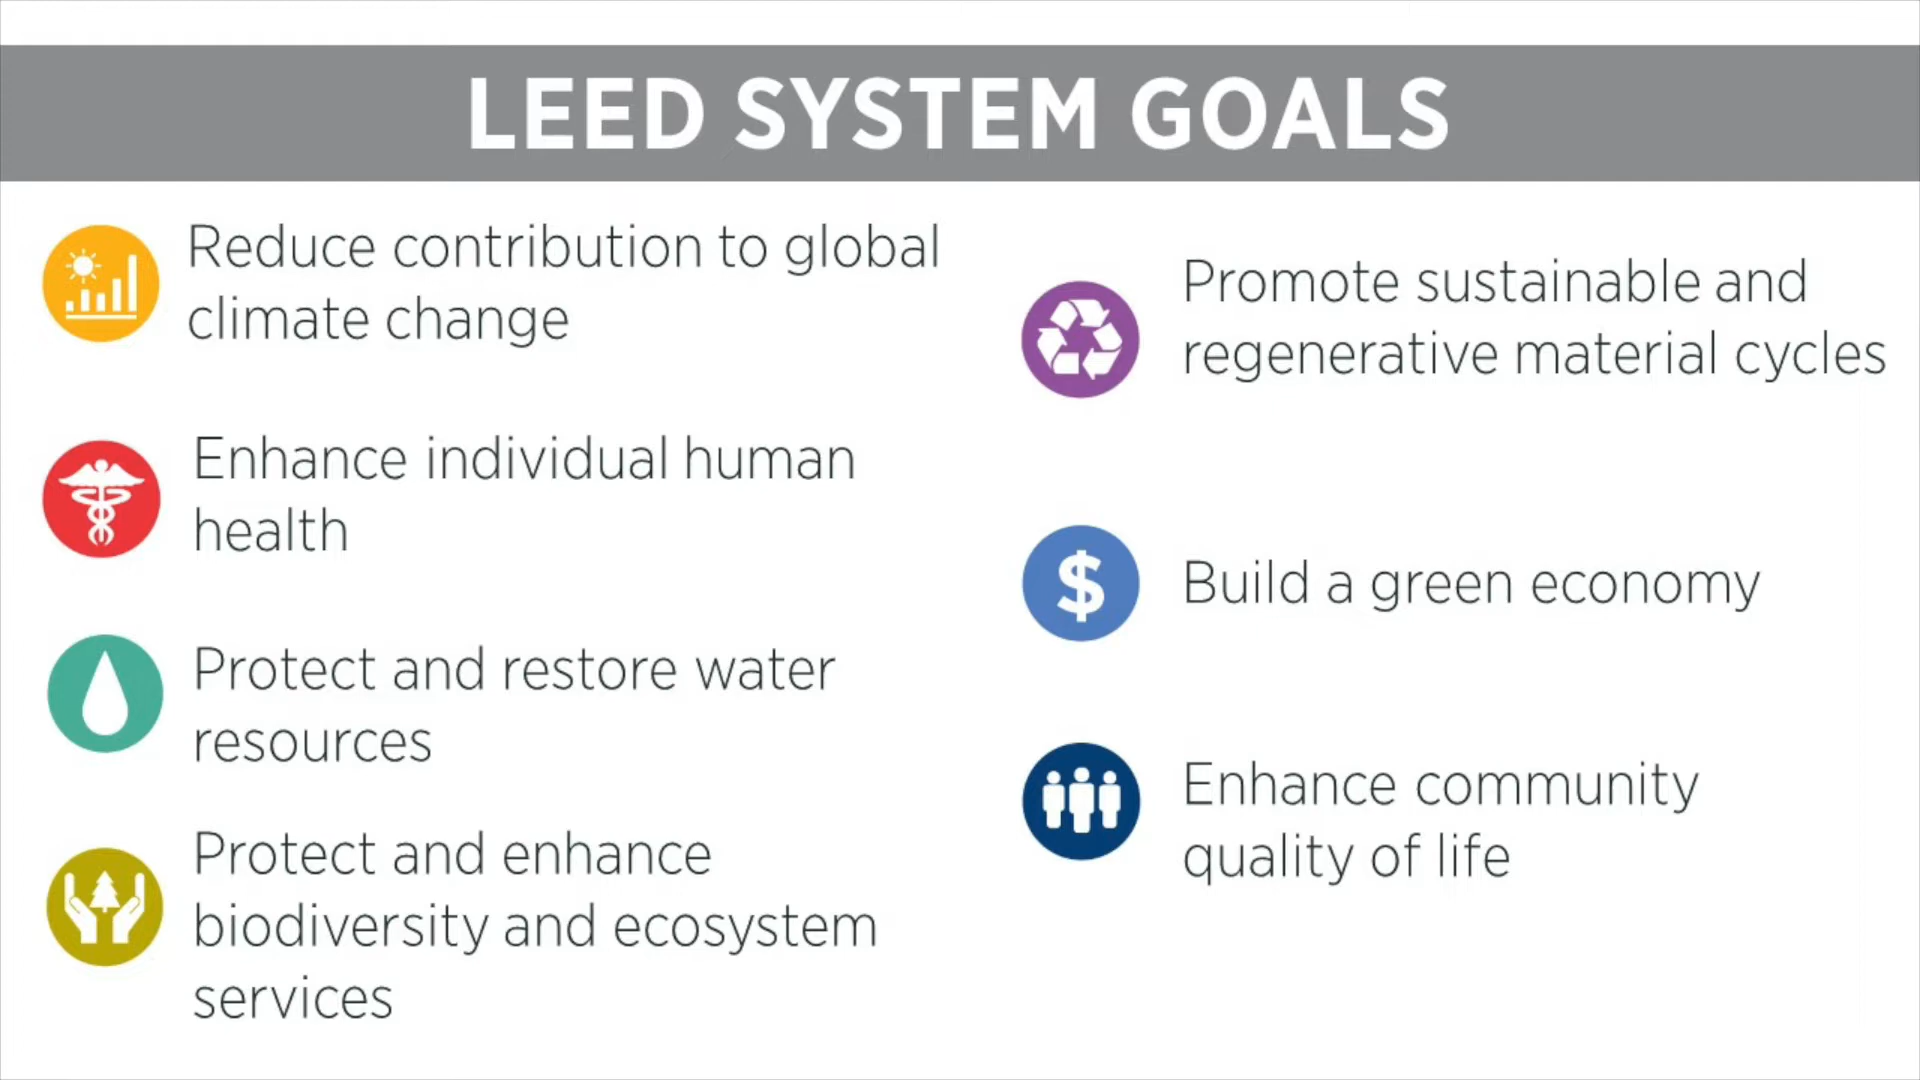 LEED SYSTEM GOALS
Reduce contribution to global
climate change
Enhance individual human
health
Protect and restore water
resources
Protect and enhance
biodiversity and ecosystem
services
Promote sustainable and
regenerative material cycles
$
Build a green economy
Enhance community
quality of life